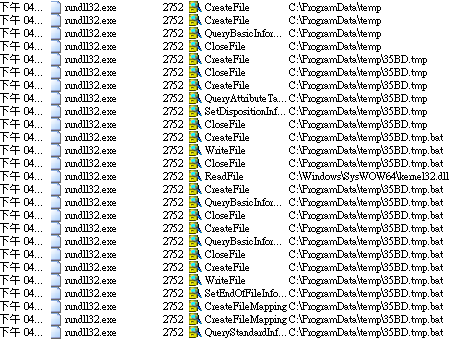 下午 04... rundll32.exe 2752 CreateFile C:\ProgramData\temp
下午 04... rundll32.exe 2752 CreateFile C:\ProgramData\temp
下午 04... rundll32.exe 2752 QueryBasicInfor... C:\ProgramData\temp
下午 04... rundll32.exe 2752 CloseFile C:\ProgramData\temp
下午 04... rundll32.exe 2752 CreateFile C:\ProgramData\temp\35BD.tmp
下午 04... rundll32.exe 2752 CloseFile C:\ProgramData\temp\35BD.tmp
下午 04... rundll32.exe 2752 CreateFile C:\ProgramData\temp\35BD.tmp
下午 04... rundll32.exe 2752 QueryAttributeTa... C:\ProgramData\temp\35BD.tmp
下午 04... rundll32.exe 2752 SetDispositionInf... C:\ProgramData\temp\35BD.tmp
下午 04... rundll32.exe 2752 CloseFile C:\ProgramData\temp\35BD.tmp
下午 04... rundll32.exe 2752 CreateFile C:\ProgramData\temp\35BD.tmp.bat
下午 04... rundll32.exe 2752 WriteFile C:\ProgramData\temp\35BD.tmp.bat
下午 04... rundll32.exe 2752 CloseFile C:\ProgramData\temp\35BD.tmp.bat
下午 04... rundll32.exe 2752 ReadFile C:\Windows\SysWOW64\kernel32.dll
下午 04... rundll32.exe 2752 CreateFile C:\ProgramData\temp\35BD.tmp.bat
下午 04... rundll32.exe 2752 QueryBasicInfor... C:\ProgramData\temp\35BD.tmp.bat
下午 04... rundll32.exe 2752 CloseFile C:\ProgramData\temp\35BD.tmp.bat
下午 04... rundll32.exe 2752 CreateFile C:\ProgramData\temp\35BD.tmp.bat
下午 04... rundll32.exe 2752 QueryBasicInfor... C:\ProgramData\temp\35BD.tmp.bat
下午 04... rundll32.exe 2752 CloseFile C:\ProgramData\temp\35BD.tmp.bat
下午 04... rundll32.exe 2752 CreateFile C:\ProgramData\temp\35BD.tmp.bat
下午 04... rundll32.exe 2752 WriteFile C:\ProgramData\temp\35BD.tmp.bat
下午 04... rundll32.exe 2752 SetEndOfFileInfo... C:\ProgramData\temp\35BD.tmp.bat
下午 04... rundll32.exe 2752 CreateFileMapping C:\ProgramData\temp\35BD.tmp.bat
下午 04... rundll32.exe 2752 CreateFileMapping C:\ProgramData\temp\35BD.tmp.bat
下午 04... rundll32.exe 2752 QueryStandardInf... C:\ProgramData\temp\35BD.tmp.bat